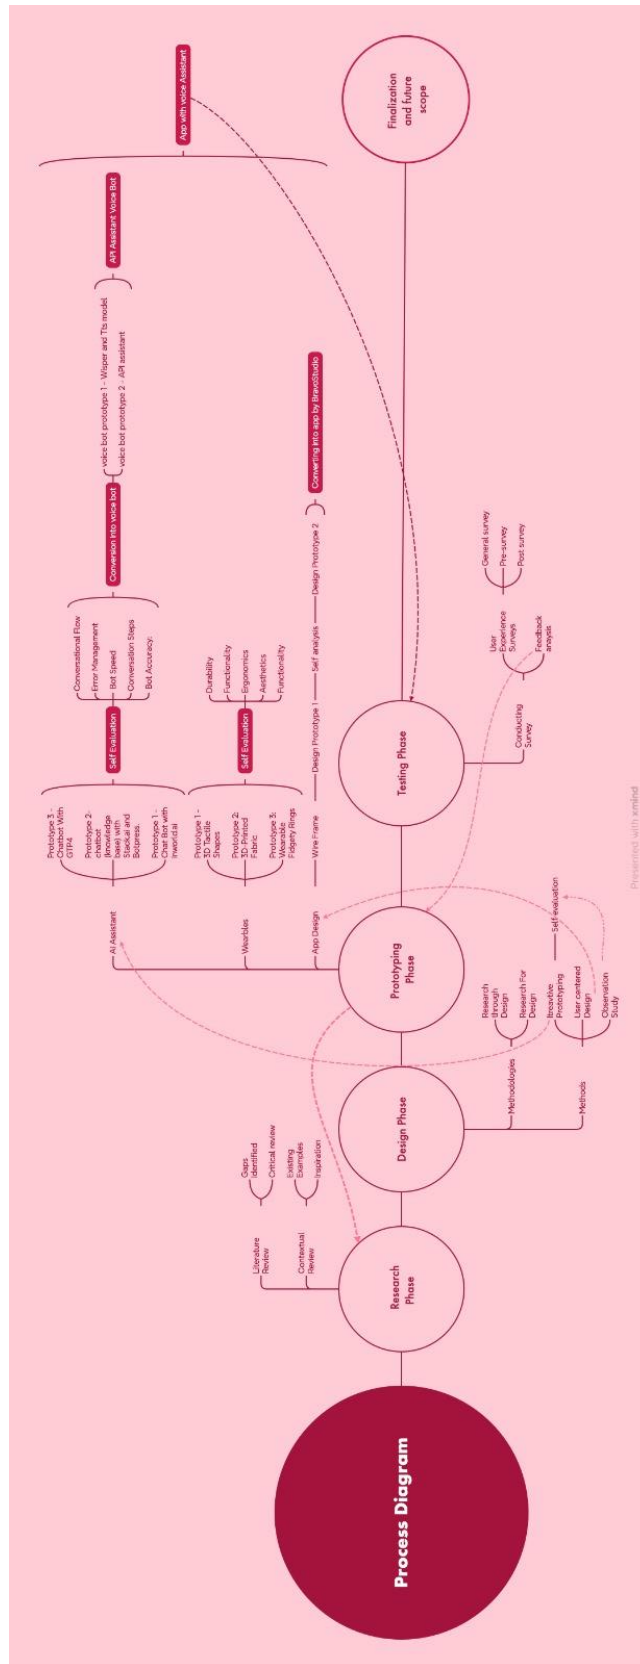 Process Diagram
Research
Phase
Literature
Review
Gaps
Identified
Critical review
Contextual
Review
Existing
Examples
Inspiration
Design Phase
Methodologies
Research
through
Design
Research For
Design
Methods
Itreavtive
Prototyping
User centered
Design
Observation
Study
Self evaluation
Prototyping
Phase
AI Assistant
Prototype 3 -
Chatbot With
GTP4
Prototype 2-
chatbot
(knowledge
base) with
Stackai and
Botpress.
Prototype 1 -
Chat Bot with
Inworld.ai
Self Evaluation
Conversational Flow
Error Management
Bot Speed
Conversation Steps
Bot Accuracy:
Conversion into voice bot
voice bot prototype 1 - Wisper and Tts model
voice bot prototype 2 - API assistant
API Assistant Voice Bot
Wearbles
Prototype 1 -
3D Tactile
Shapes
Prototype 2:
3D-Printed
Fabric
Prototype 3:
Wearable
Fidgety Rings
Self Evaluation
Durability
Functionality
Ergonomics
Aesthetics
Functionality
App Design
Wire Frame
Design Prototype 1
Self analysis
Design Prototype 2
Converting into app by BravoStudio
App with voice Assistant
Testing Phase
Conducting
Survey
User
Experience
Surveys
General survey
Pre-survey
Post survey
Feedback
anaysis
Finalization
and future
scope
Presented with xmind